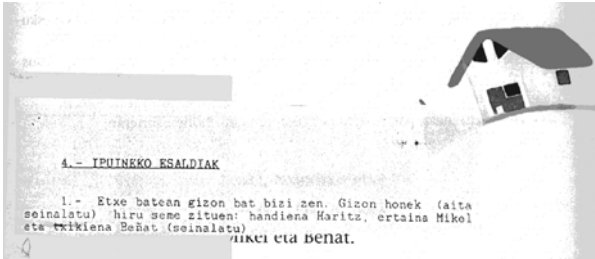 4.- IPUINEKO ESALDIAK
1.- Etxe batean gizon bat bizi zen. Gizon honek (aita
seinalatu) hiru seme zituen: handiena Haritz, ertaina Mikel
eta txikiena Beñat (seinalatu)
eta Beñat.